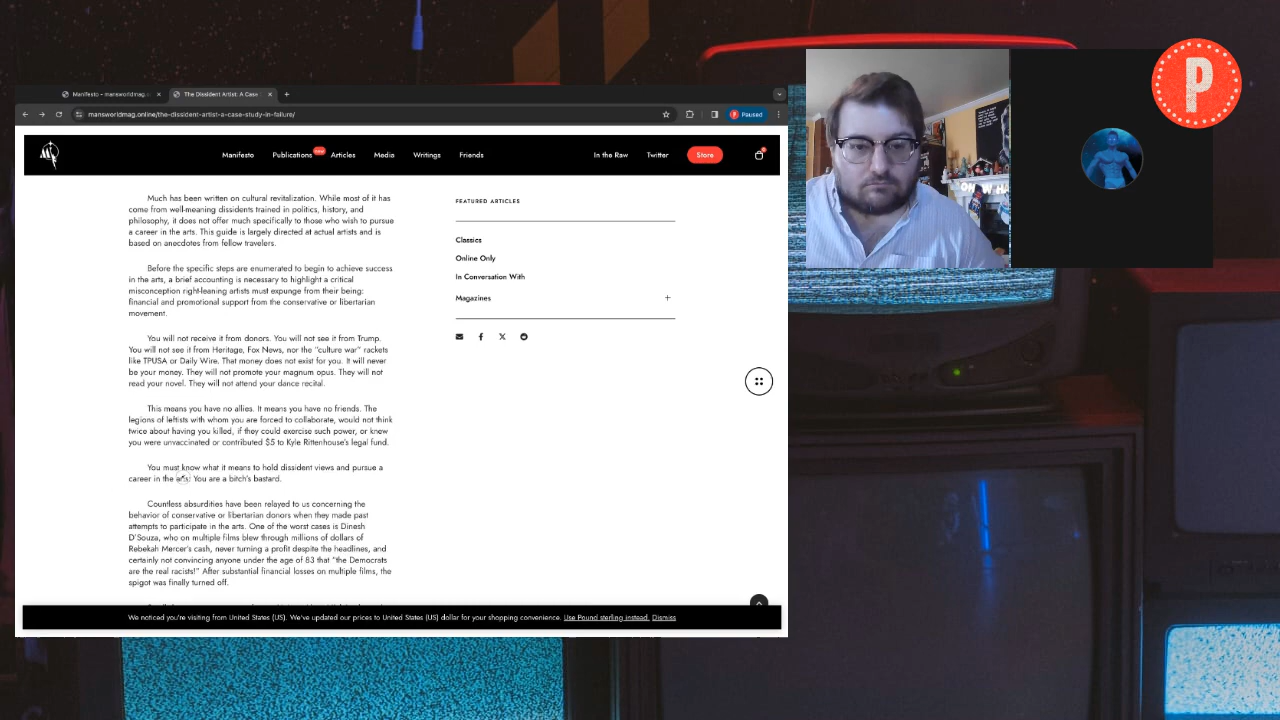 Manifesto - mansworldmag.
The Dissident Artist: A Case
mansworldmag.online/the-dissident-artist-a-case-study-in-failure/
Paused
Manifesto
Publications
Articles
Media
Writings
Friends
In the Raw
Twitter
Store
Much has been written on cultural revitalization. While most of it has
come from well-meaning dissidents trained in politics, history, and
philosophy, it does not offer much specifically to those who wish to pursue
a career in the arts. This guide is largely directed at actual artists and is
based on anecdotes from fellow travelers.
Before the specific steps are enumerated to begin to achieve success
in the arts, a brief accounting is necessary to highlight a critical
misconception right-leaning artists must expunge from their being:
financial and promotional support from the conservative or libertarian
movement.
You will not receive it from donors. You will not see it from Trump.
You will not see it from Heritage, Fox News, nor the "culture war" rackets
like TPUSA or Daily Wire. That money does not exist for you. It will never
be your money. They will not promote your magnum opus. They will not
read your novel. They will not attend your dance recital.
This means you have no allies. It means you have no friends. The
legions of leftists with whom you are forced to collaborate, would not think
twice about having you killed, if they could exercise such power, or knew
you were unvaccinated or contributed $5 to Kyle Rittenhouse's legal fund.
You must know what it means to hold dissident views and pursue a
career in the arts: You are a bitch's bastard.
Countless absurdities have been relayed to us concerning the
behavior of conservative or libertarian donors when they made past
attempts to participate in the arts. One of the worst cases is Dinesh
D'Souza, who on multiple films blew through millions of dollars of
Rebekah Mercer's cash, never turning a profit despite the headlines, and
certainly not convincing anyone under the age of 83 that "the Democrats
are the real racists!" After substantial financial losses on multiple films, the
spigot was finally turned off.
FEATURED ARTICLES
Classics
Online Only
In Conversation With
Magazines
We noticed you're visiting from United States (US). We've updated our prices to United States (US) dollar for your shopping convenience. Use Pound sterling instead. Dismiss
P